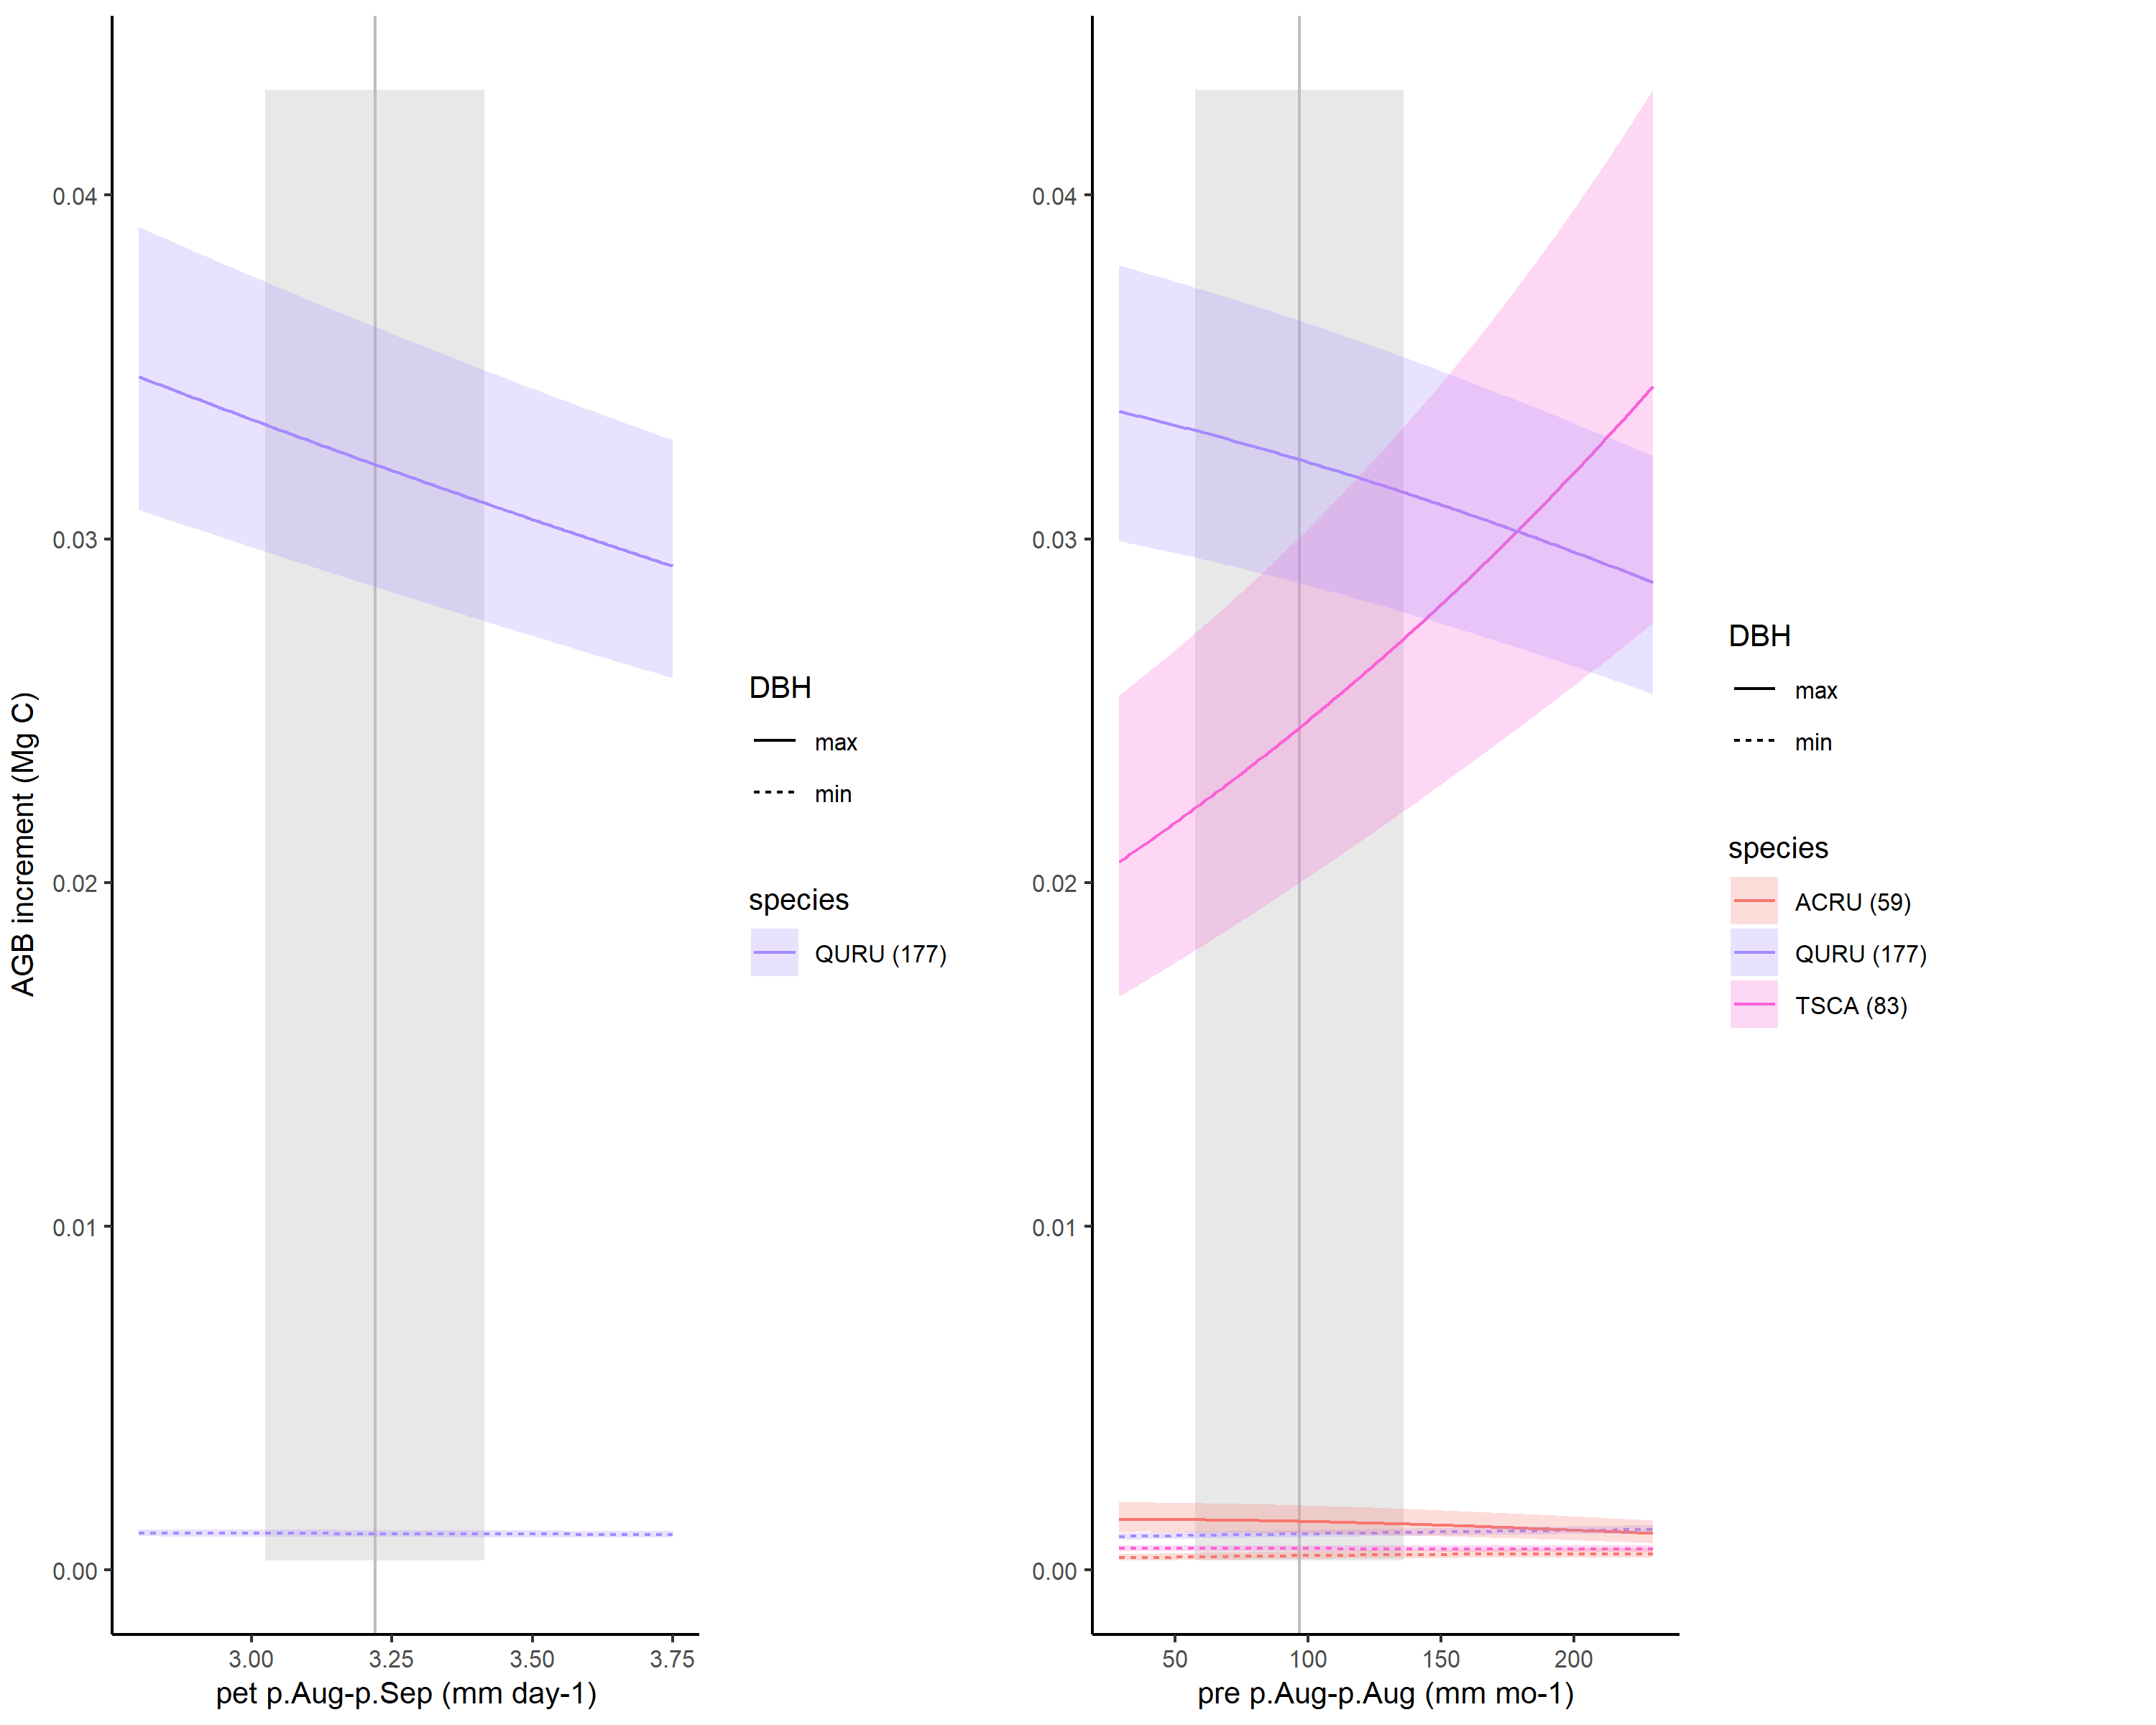 AGB increment (Mg C)
0.04
0.03
0.02
0.01
0.00
3.00 3.25 3.50 3.75
pet p.Aug-p.Sep (mm day-1)
DBH
max
min
species
QURU (177)
0.04
0.03
0.02
0.01
0.00
50 100 150 200
pre p.Aug-p.Aug (mm mo-1)
DBH
max
min
species
ACRU (59)
QURU (177)
TSCA (83)